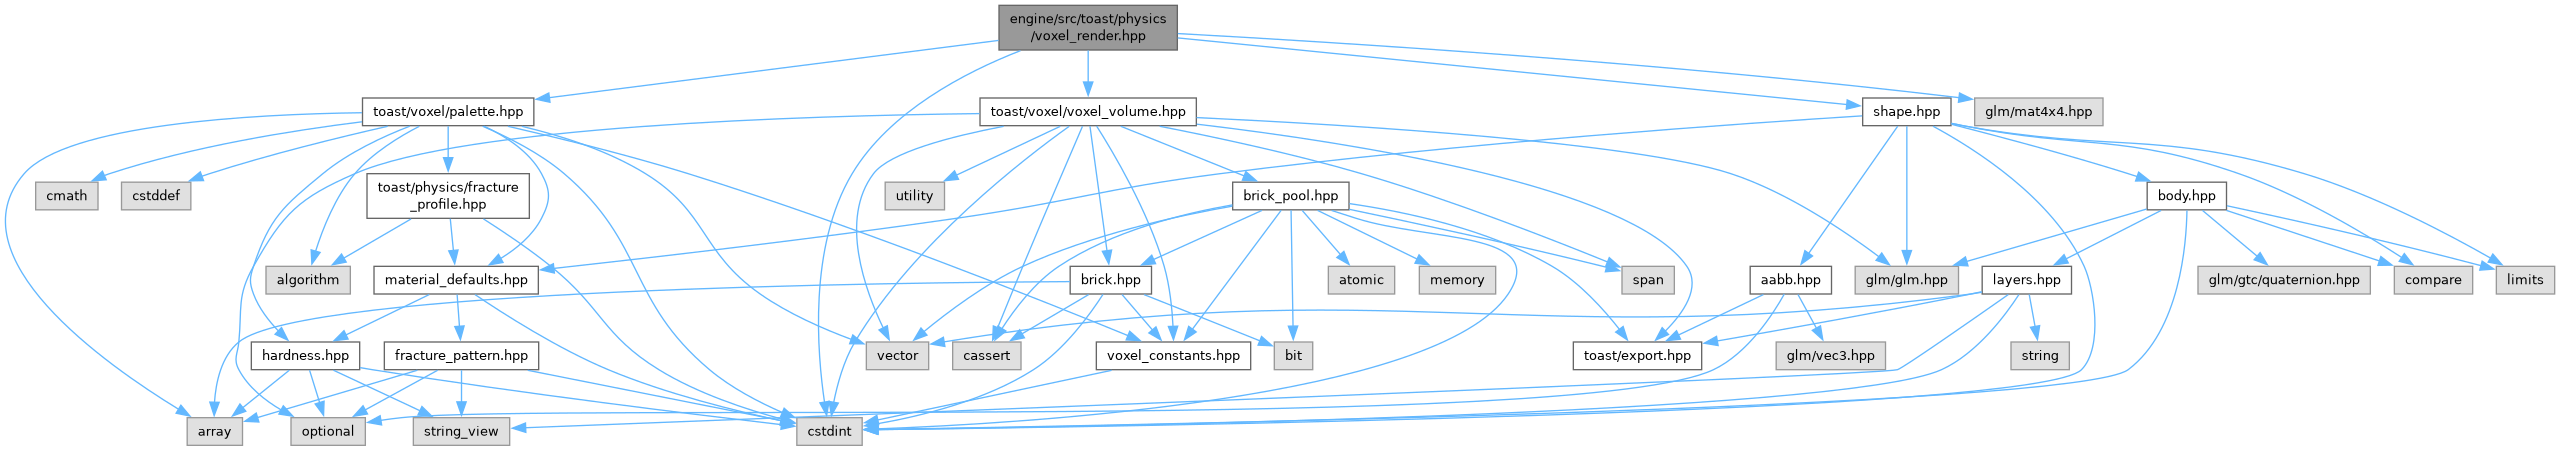 engine/src/toast/physics
/voxel_render.hpp
toast/voxel/palette.hpp
toast/voxel/voxel_volume.hpp
shape.hpp
glm/mat4x4.hpp
cmath
cstddef
toast/physics/fracture
_profile.hpp
utility
brick_pool.hpp
body.hpp
algorithm
material_defaults.hpp
brick.hpp
atomic
memory
span
aabb.hpp
glm/glm.hpp
layers.hpp
glm/gtc/quaternion.hpp
compare
limits
hardness.hpp
fracture_pattern.hpp
vector
cassert
voxel_constants.hpp
bit
toast/export.hpp
glm/vec3.hpp
string
array
optional
string_view
cstdint